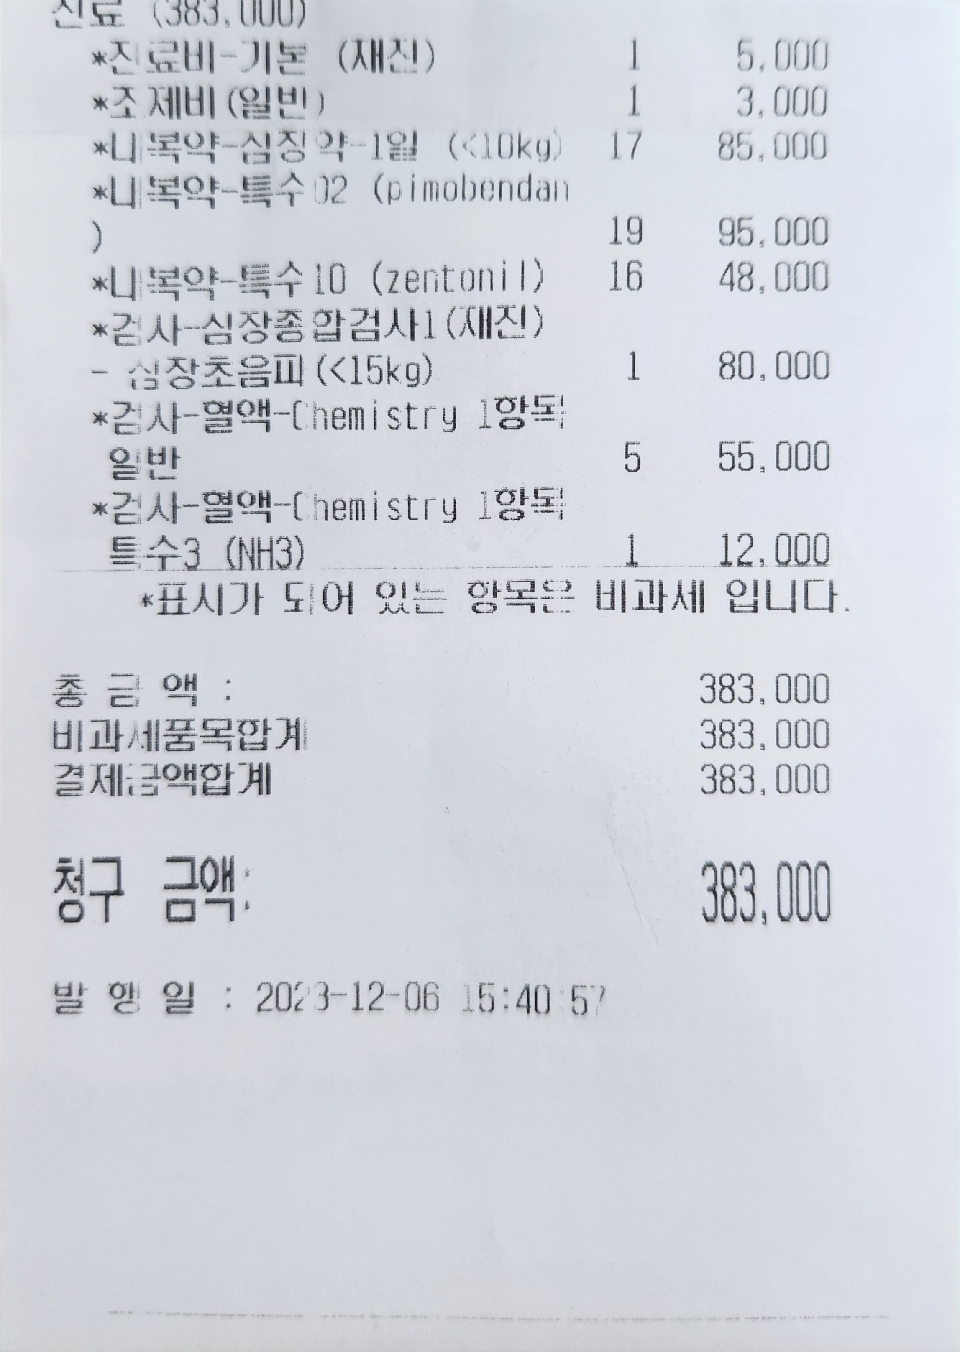 진료 (383,000)
*진료비-기본 (재진) 1 5,000
*조제비(일반) 1 3,000
*내복약-심장약-1일 (<10kg) 17 85,000
*내복약-특수02 (pimobendan
) 19 95,000
*내복약-특수10 (zentonil) 16 48,000
*검사-심장종합검사1(재진)
- 심장초음파(<15kg) 1 80,000
*검사-혈액-Chemistry 1항목
일반 5 55,000
*검사-혈액-Chemistry 1항목
특수3 (NH3) 1 12,000
*표시가 되어 있는 항목은 비과세 입니다.
총 금 액 : 383,000
비과세품목합계 383,000
결제금액합계 383,000
청구 금액: 383,000
발 행 일 : 2023-12-06 15:40:57